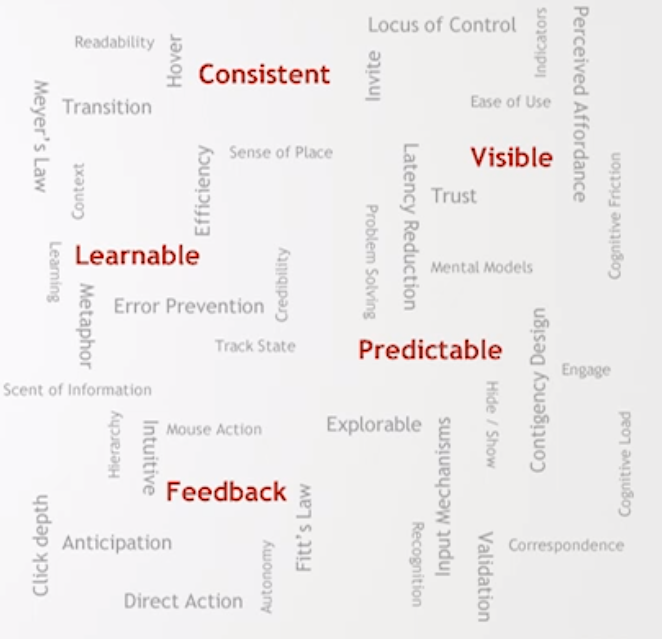 Locus of Control
Indicators
Perceived Affordance
Readability
Hover
Consistent
Invite
Meyer's Law
Transition
Ease of Use
Efficiency
Sense of Place
Latency Reduction
Visible
Cognitive Friction
Context
Trust
Problem Solving
Learning
Learnable
Credibility
Mental Models
Metaphor
Error Prevention
Contigency Design
Track State
Predictable
Engage
Scent of Information
Hide / Show
Hierarchy
Intuitive
Mouse Action
Explorable
Input Mechanisms
Cognitive Load
Feedback
Fitt's Law
Click depth
Anticipation
Autonomy
Recognition
Validation
Correspondence
Direct Action